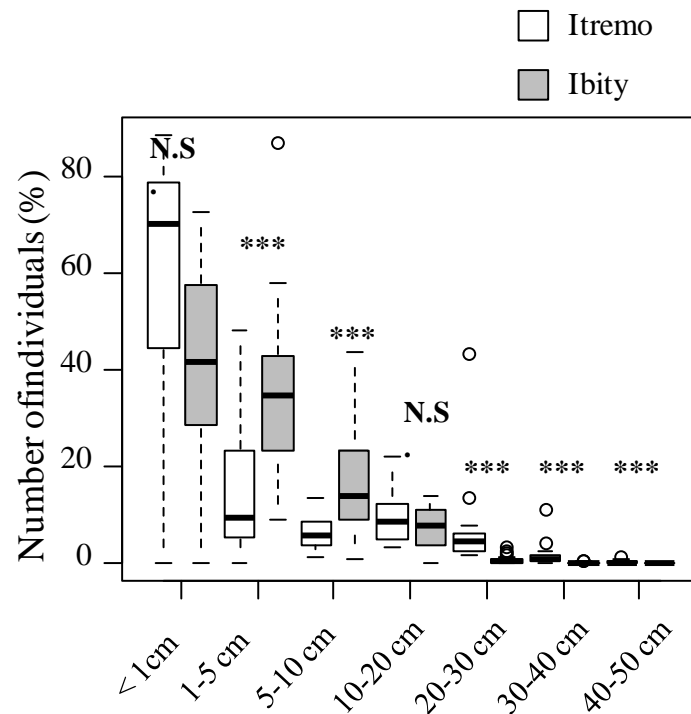 Itremo
Ibity
Number ofindividuals (%)
80
60
40
20
0
N.S
***
***
N.S
***
***
***
< 1cm
1-5 cm
5-10 cm
10-20 cm
20-30 cm
30-40 cm
40-50 cm